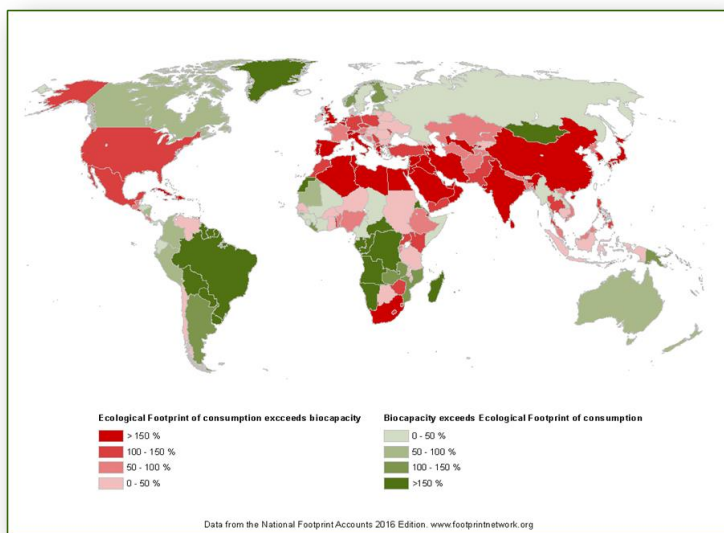 Ecological Footprint of consumption excceeds biocapacity
> 150 %
100 - 150 %
50 - 100 %
0 - 50 %
Biocapacity exceeds Ecological Footprint of consumption
0 - 50 %
50 - 100 %
100 - 150 %
>150 %
Data from the National Footprint Accounts 2016 Edition. www.footprintnetwork.org